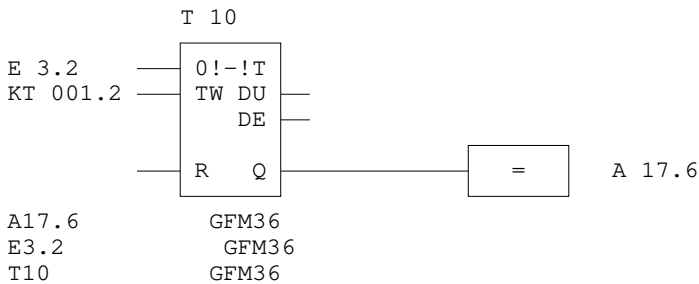 T 10
E 3.2 0!-!T
KT 001.2 TW DU
DE
R Q = A 17.6
A17.6 GFM36
E3.2 GFM36
T10 GFM36